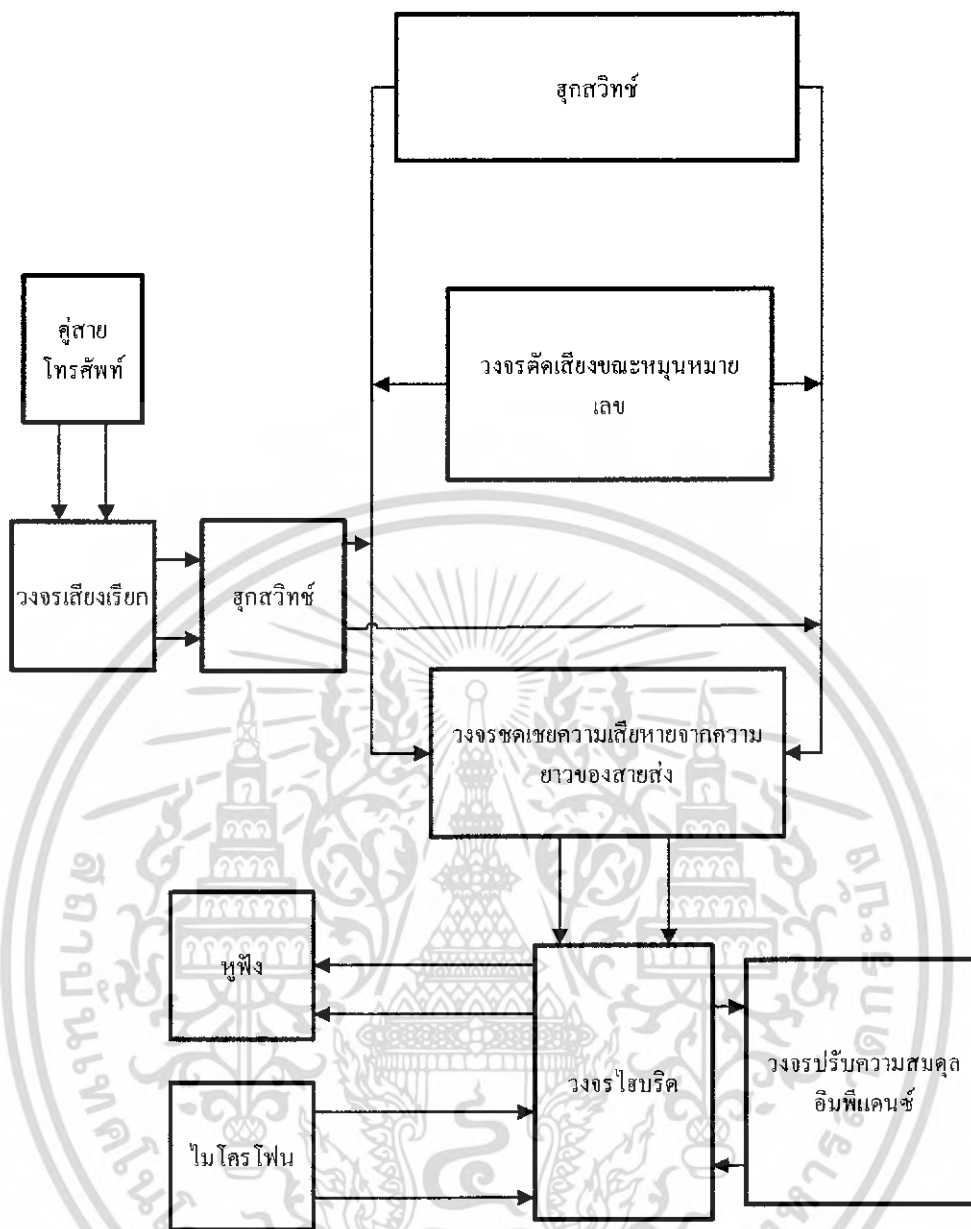 ฮุกสวิทช์
คู่สาย
โทรศัพท์
วงจรตัดเสียงขณะหมุนหมาย
เลข
วงจรเสียงเรียก
ฮุกสวิทช์
วงจรชดเชยความเสียหายจากความ
ยาวของสายส่ง
หูฟัง
วงจรไฮบริด
วงจรปรับความสมดุล
อิมพีแดนซ์
ไมโครโฟน